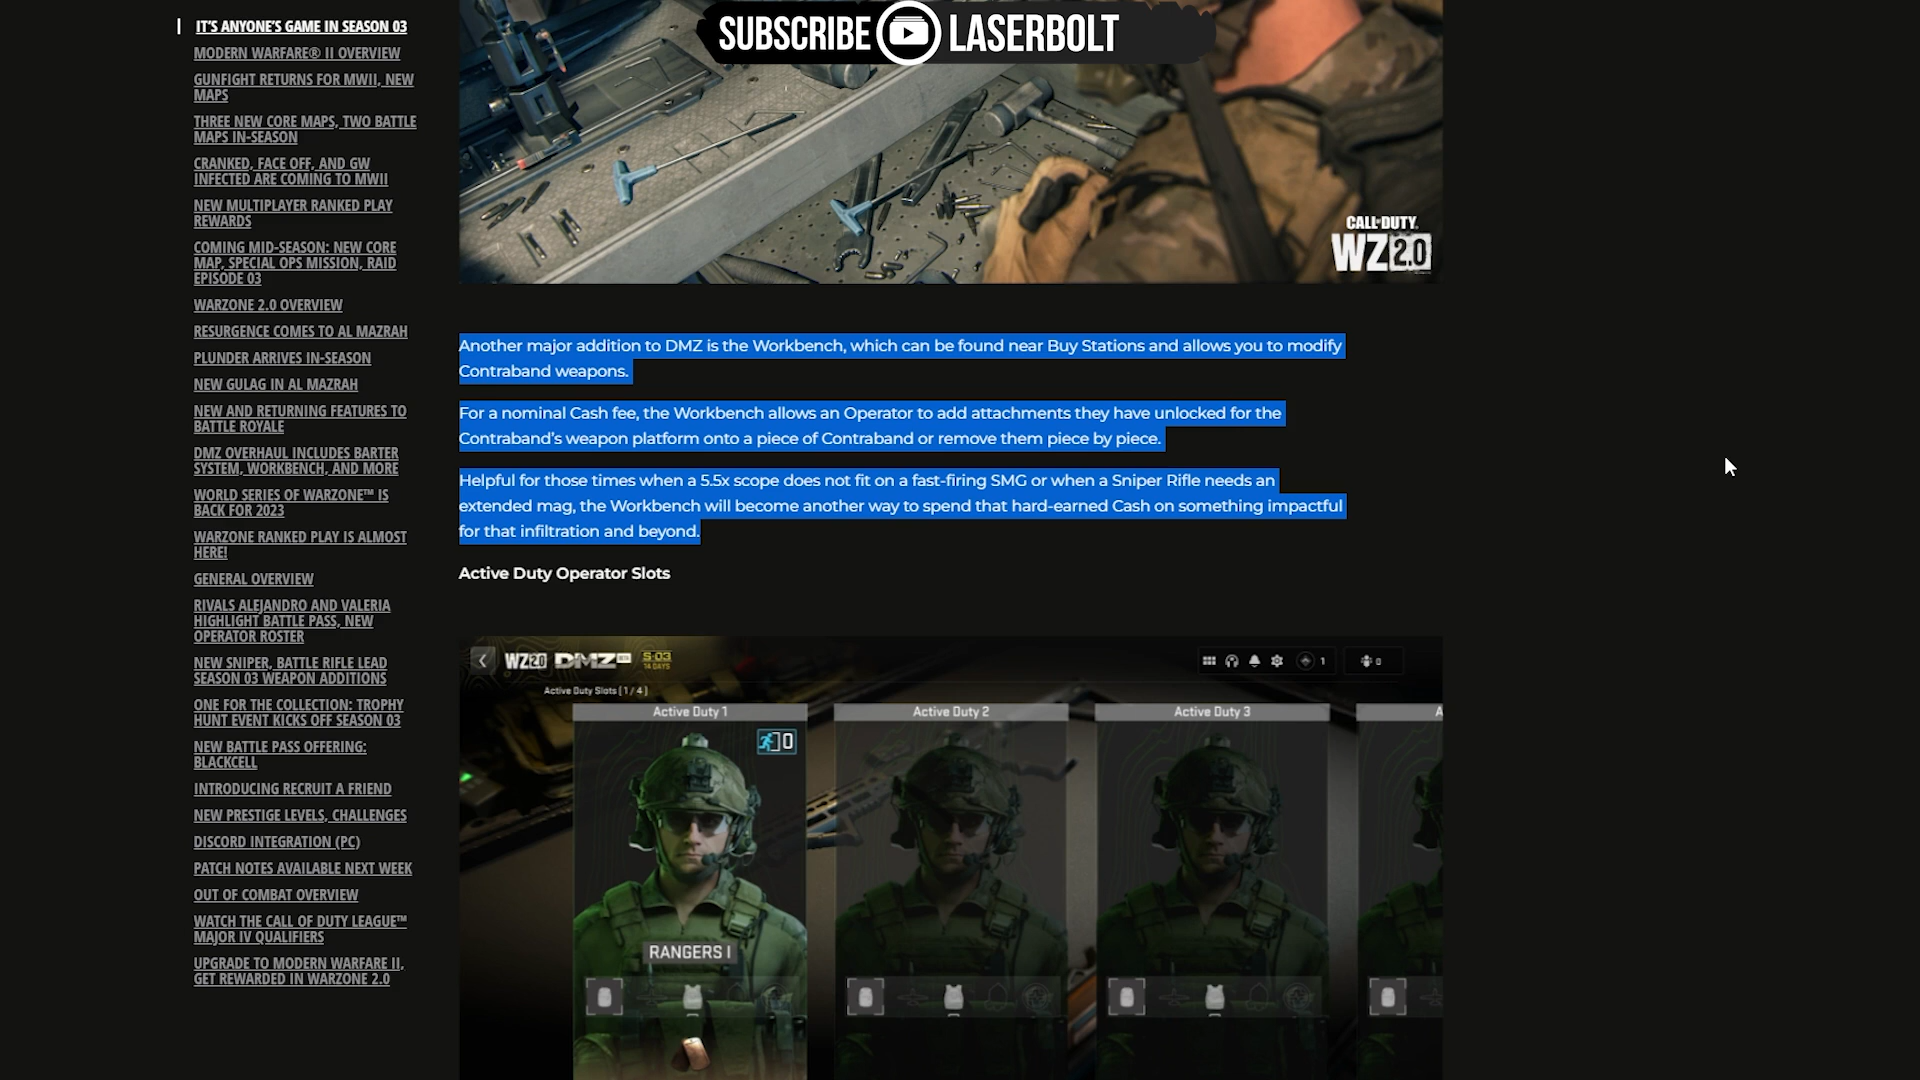 IT'S ANYONE'S GAME IN SEASON 03
MODERN WARFARE® II OVERVIEW
GUNFIGHT RETURNS FOR MWII, NEW
MAPS
THREE NEW CORE MAPS, TWO BATTLE
MAPS IN-SEASON
CRANKED, FACE OFF, AND GW
INFECTED ARE COMING TO MWII
NEW MULTIPLAYER RANKED PLAY
REWARDS
COMING MID-SEASON: NEW CORE
MAP, SPECIAL OPS MISSION, RAID
EPISODE 03
WARZONE 2.0 OVERVIEW
RESURGENCE COMES TO AL MAZRAH
PLUNDER ARRIVES IN-SEASON
NEW GULAG IN AL MAZRAH
NEW AND RETURNING FEATURES TO
BATTLE ROYALE
DMZ OVERHAUL INCLUDES BARTER
SYSTEM, WORKBENCH, AND MORE
WORLD SERIES OF WARZONE™ IS
BACK FOR 2023
WARZONE RANKED PLAY IS ALMOST
HERE!
GENERAL OVERVIEW
RIVALS ALEJANDRO AND VALERIA
HIGHLIGHT BATTLE PASS, NEW
OPERATOR ROSTER
NEW SNIPER, BATTLE RIFLE LEAD
SEASON 03 WEAPON ADDITIONS
ONE FOR THE COLLECTION: TROPHY
HUNT EVENT KICKS OFF SEASON 03
NEW BATTLE PASS OFFERING:
BLACKCELL
INTRODUCING RECRUIT A FRIEND
NEW PRESTIGE LEVELS, CHALLENGES
DISCORD INTEGRATION (PC)
PATCH NOTES AVAILABLE NEXT WEEK
OUT OF COMBAT OVERVIEW
WATCH THE CALL OF DUTY LEAGUE™
MAJOR IV QUALIFIERS
UPGRADE TO MODERN WARFARE II,
GET REWARDED IN WARZONE 2.0
SUBSCRIBE LASERBOLT
CALL OF DUTY
WZ 2.0
Another major addition to DMZ is the Workbench, which can be found near Buy Stations and allows you to modify
Contraband weapons.
For a nominal Cash fee, the Workbench allows an Operator to add attachments they have unlocked for the
Contraband's weapon platform onto a piece of Contraband or remove them piece by piece.
Helpful for those times when a 5.5x scope does not fit on a fast-firing SMG or when a Sniper Rifle needs an
extended mag, the Workbench will become another way to spend that hard-earned Cash on something impactful
for that infiltration and beyond.
Active Duty Operator Slots
WZ 2.0 DMZ BETA S-03
14 DAYS
1
0
Active Duty Slots [1/4]
Active Duty 1
Active Duty 2
Active Duty 3
A
0
RANGERS I